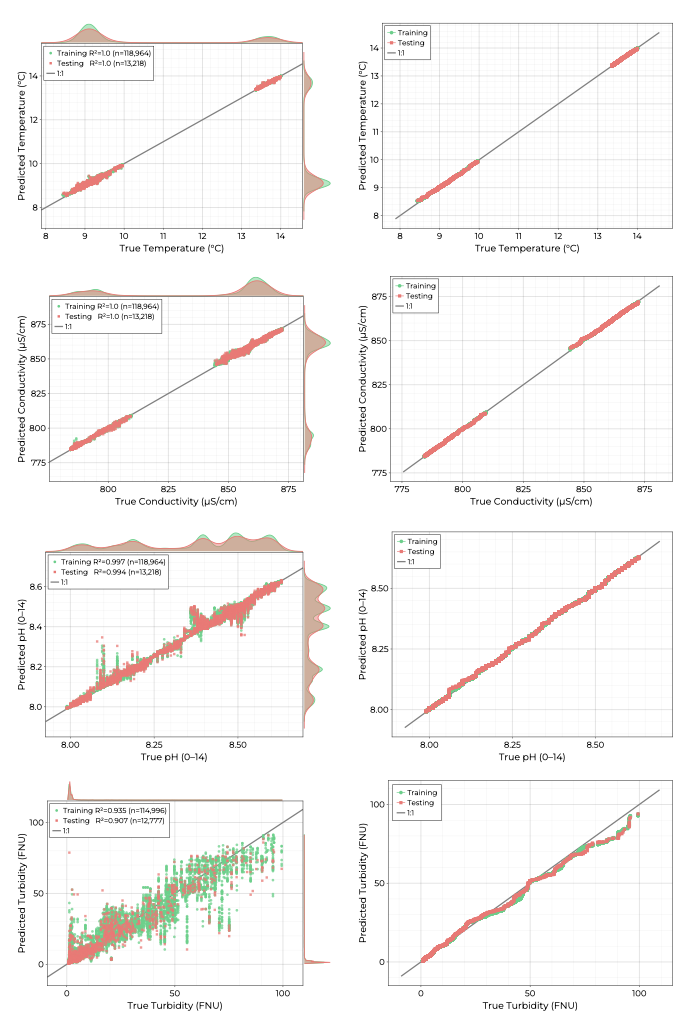 Training R²=1.0 (n=118,964)
Testing R²=1.0 (n=13,218)
1:1
Predicted Temperature (°C)
14
12
10
8
8 9 10 11 12 13 14
True Temperature (°C)
Training
Testing
1:1
Predicted Temperature (°C)
14
13
12
11
10
9
8
8 9 10 11 12 13 14
True Temperature (°C)
Training R²=1.0 (n=118,964)
Testing R²=1.0 (n=13,218)
1:1
Predicted Conductivity (µS/cm)
875
850
825
800
775
800 825 850 875
True Conductivity (µS/cm)
Training
Testing
1:1
Predicted Conductivity (µS/cm)
875
850
825
800
775
775 800 825 850 875
True Conductivity (µS/cm)
Training R²=0.997 (n=118,964)
Testing R²=0.994 (n=13,218)
1:1
Predicted pH (0–14)
8.6
8.4
8.2
8.0
8.00 8.25 8.50
True pH (0–14)
Training
Testing
1:1
Predicted pH (0–14)
8.50
8.25
8.00
8.00 8.25 8.50
True pH (0–14)
Training R²=0.935 (n=114,996)
Testing R²=0.907 (n=12,777)
1:1
Predicted Turbidity (FNU)
100
50
0
0 50 100
True Turbidity (FNU)
Training
Testing
1:1
Predicted Turbidity (FNU)
100
50
0
0 50 100
True Turbidity (FNU)